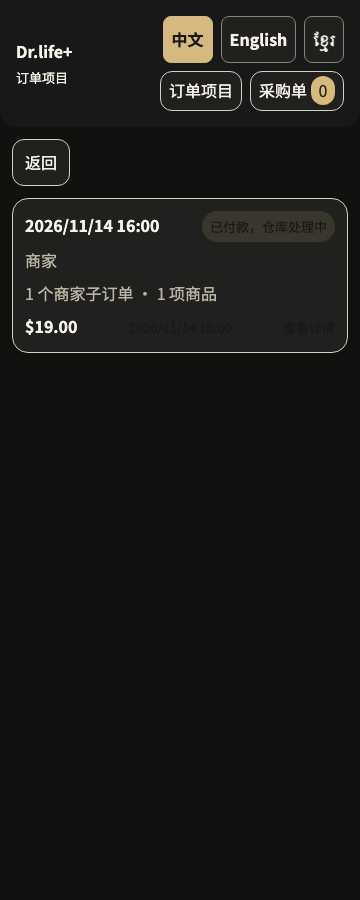 Dr.life+
订单项目
中文 English ខ្មែរ
订单项目 采购单 0
返回
2026/11/14 16:00 已付款，仓库处理中
商家
1 个商家子订单 · 1 项商品
$19.00 2026/11/14 16:00 查看详情